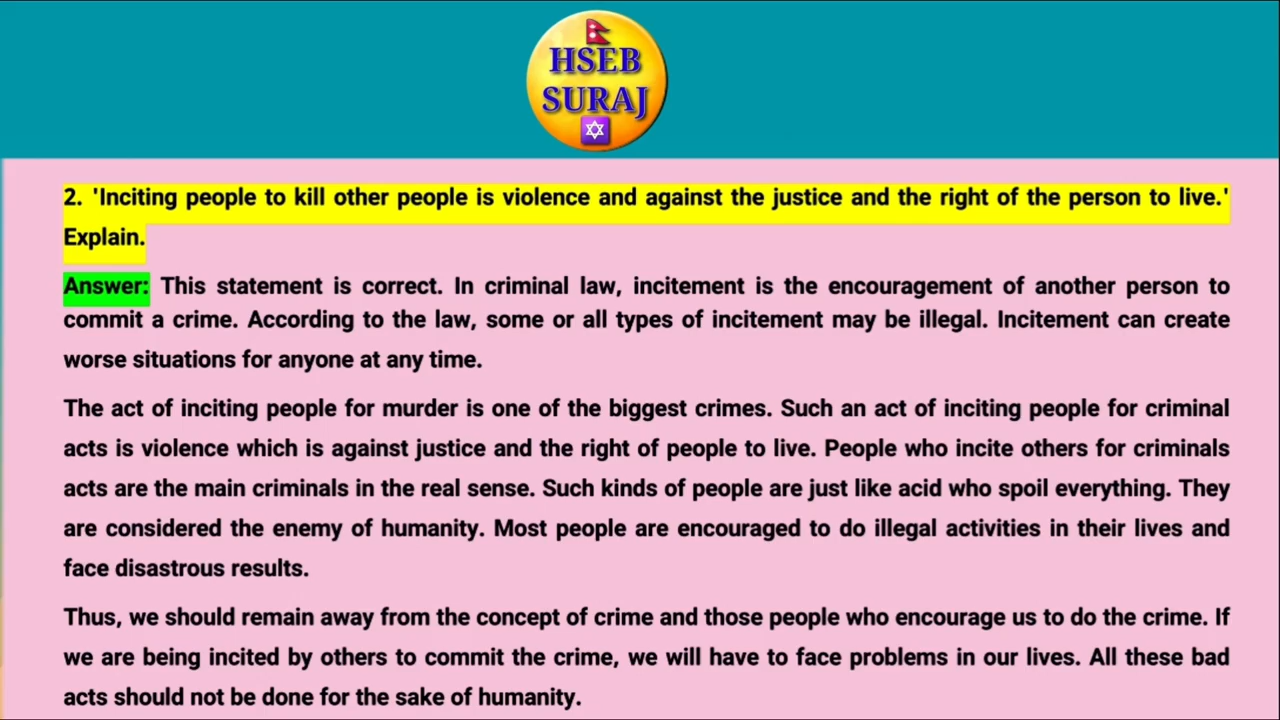 HSEB
SURAJ
2. 'Inciting people to kill other people is violence and against the justice and the right of the person to live.'
Explain.
Answer: This statement is correct. In criminal law, incitement is the encouragement of another person to
commit a crime. According to the law, some or all types of incitement may be illegal. Incitement can create
worse situations for anyone at any time.
The act of inciting people for murder is one of the biggest crimes. Such an act of inciting people for criminal
acts is violence which is against justice and the right of people to live. People who incite others for criminals
acts are the main criminals in the real sense. Such kinds of people are just like acid who spoil everything. They
are considered the enemy of humanity. Most people are encouraged to do illegal activities in their lives and
face disastrous results.
Thus, we should remain away from the concept of crime and those people who encourage us to do the crime. If
we are being incited by others to commit the crime, we will have to face problems in our lives. All these bad
acts should not be done for the sake of humanity.